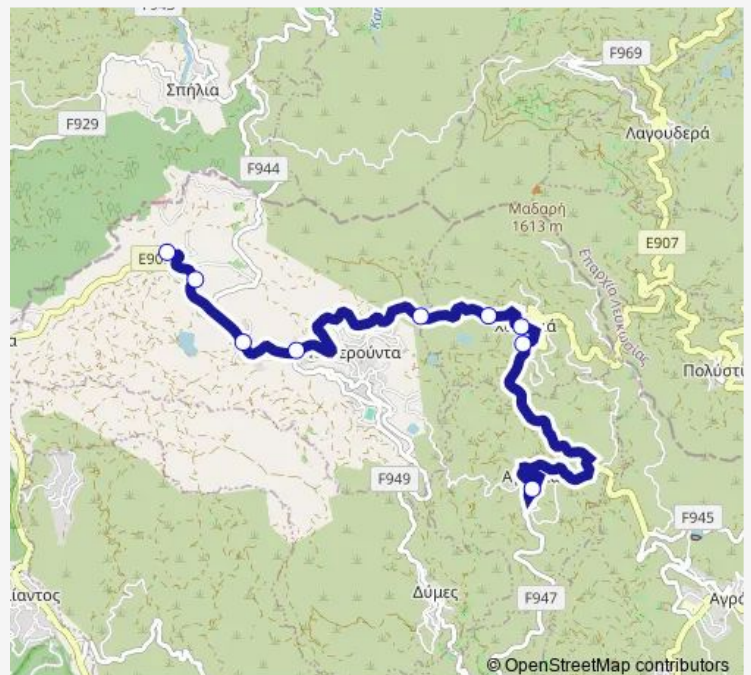 Σπήλια
F929
F944
F969
Λαγουδερά
Μαδαρή
1613 m
E907
Επαρχία Λευκωσίας
F949
F945
Δύμες
F947
© OpenStreetMap contributors